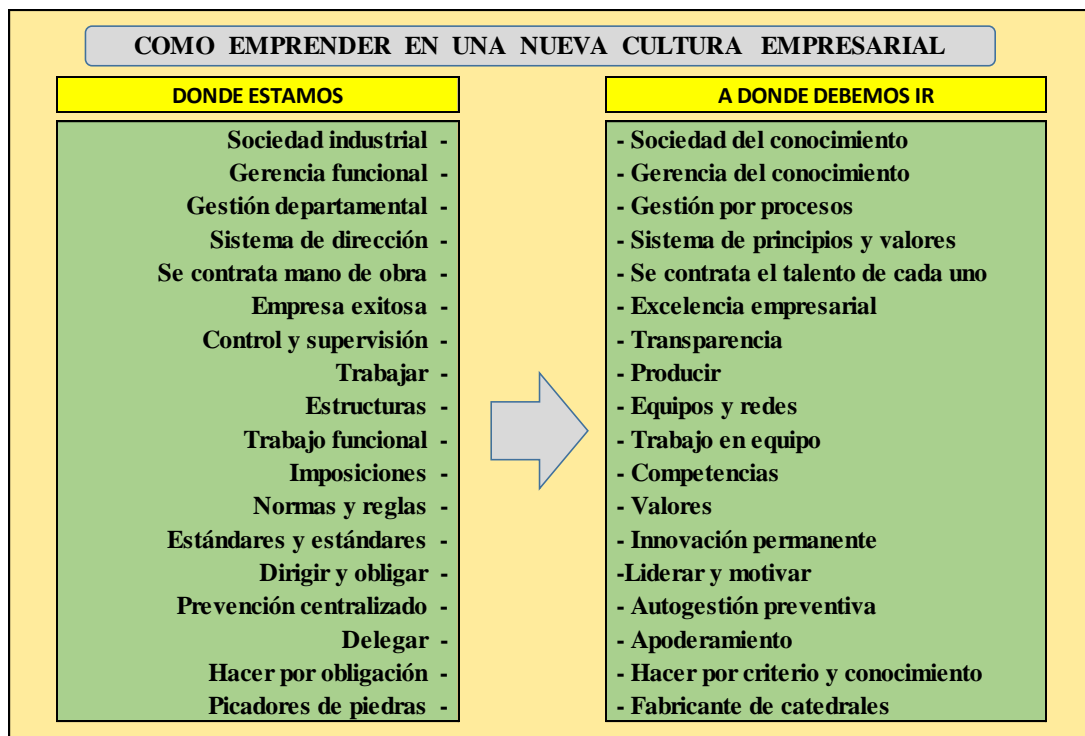 COMO EMPRENDER EN UNA NUEVA CULTURA EMPRESARIAL
DONDE ESTAMOS
Sociedad industrial -
Gerencia funcional -
Gestión departamental -
Sistema de dirección -
Se contrata mano de obra -
Empresa exitosa -
Control y supervisión -
Trabajar -
Estructuras -
Trabajo funcional -
Imposiciones -
Normas y reglas -
Estándares y estándares -
Dirigir y obligar -
Prevención centralizado -
Delegar -
Hacer por obligación -
Picadores de piedras -
A DONDE DEBEMOS IR
- Sociedad del conocimiento
- Gerencia del conocimiento
- Gestión por procesos
- Sistema de principios y valores
- Se contrata el talento de cada uno
- Excelencia empresarial
- Transparencia
- Producir
- Equipos y redes
- Trabajo en equipo
- Competencias
- Valores
- Innovación permanente
-Liderar y motivar
- Autogestión preventiva
- Apoderamiento
- Hacer por criterio y conocimiento
- Fabricante de catedrales